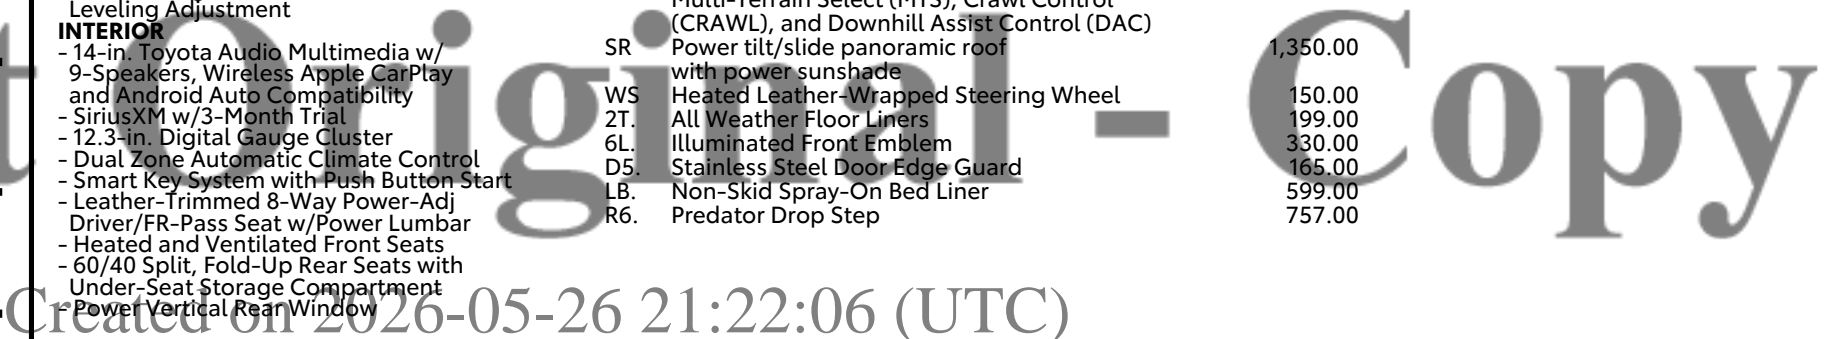 Leveling Adjustment
INTERIOR
- 14-in. Toyota Audio Multimedia w/
9-Speakers, Wireless Apple CarPlay
and Android Auto Compatibility
- SiriusXM w/3-Month Trial
- 12.3-in. Digital Gauge Cluster
- Dual Zone Automatic Climate Control
- Smart Key System with Push Button Start
- Leather-Trimmed 8-Way Power-Adj
Driver/FR-Pass Seat w/Power Lumbar
- Heated and Ventilated Front Seats
- 60/40 Split, Fold-Up Rear Seats with
Under-Seat Storage Compartment
- Power Vertical Rear Window
Multi-Terrain Select (MTS), Crawl Control
(CRAWL), and Downhill Assist Control (DAC)
SR Power tilt/slide panoramic roof 1,350.00
with power sunshade
WS Heated Leather-Wrapped Steering Wheel 150.00
2T. All Weather Floor Liners 199.00
6L. Illuminated Front Emblem 330.00
D5. Stainless Steel Door Edge Guard 165.00
LB. Non-Skid Spray-On Bed Liner 599.00
R6. Predator Drop Step 757.00
t Original - Copy
Created on 2026-05-26 21:22:06 (UTC)